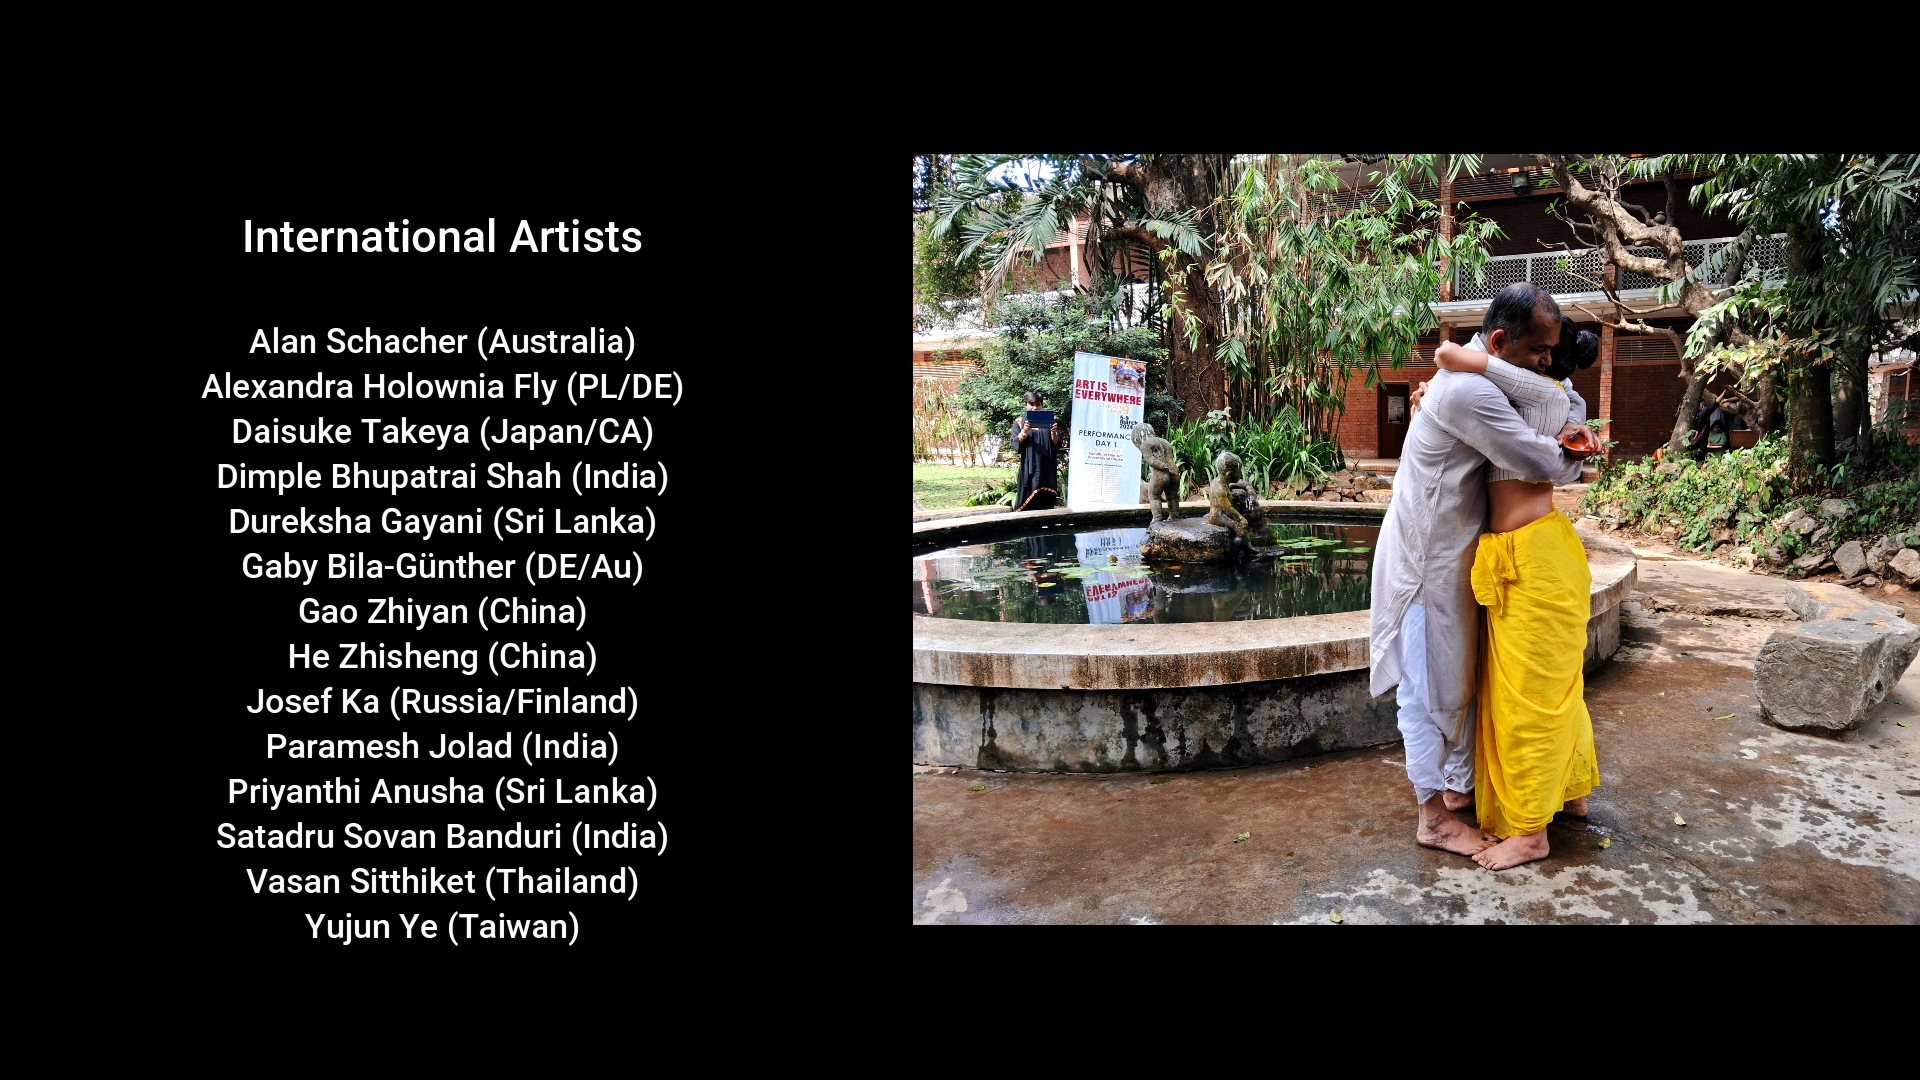 International Artists
Alan Schacher (Australia)
Alexandra Holownia Fly (PL/DE)
Daisuke Takeya (Japan/CA)
Dimple Bhupatrai Shah (India)
Dureksha Gayani (Sri Lanka)
Gaby Bila-Günther (DE/Au)
Gao Zhiyan (China)
He Zhisheng (China)
Josef Ka (Russia/Finland)
Paramesh Jolad (India)
Priyanthi Anusha (Sri Lanka)
Satadru Sovan Banduri (India)
Vasan Sitthiket (Thailand)
Yujun Ye (Taiwan)
ART IS
EVERYWHERE
PERFORMANC
DAY 1